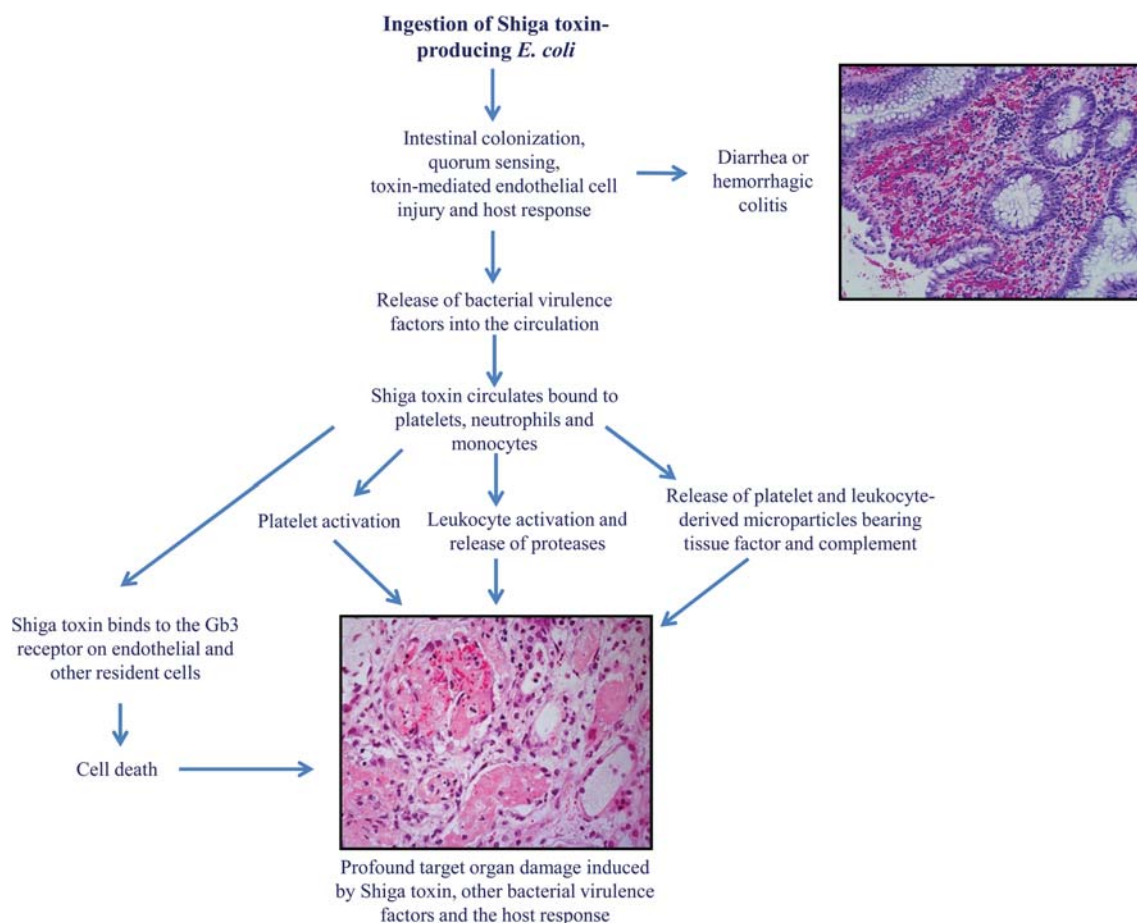 Ingestion of Shiga toxin-
producing E. coli
Intestinal colonization,
quorum sensing,
toxin-mediated endothelial cell
injury and host response
Diarrhea or
hemorrhagic
colitis
Release of bacterial virulence
factors into the circulation
Shiga toxin circulates bound to
platelets, neutrophils and
monocytes
Platelet activation
Leukocyte activation and
release of proteases
Release of platelet and leukocyte-
derived microparticles bearing
tissue factor and complement
Shiga toxin binds to the Gb3
receptor on endothelial and
other resident cells
Cell death
Profound target organ damage induced
by Shiga toxin, other bacterial virulence
factors and the host response